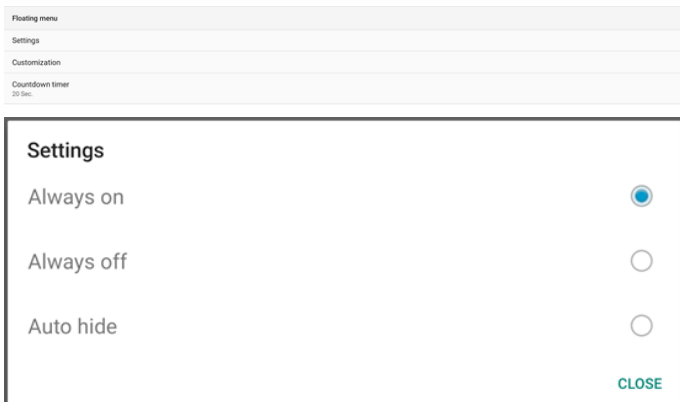 Floating menu
Settings
Customization
Countdown timer
20 Sec.
Settings
Always on
Always off
Auto hide
CLOSE